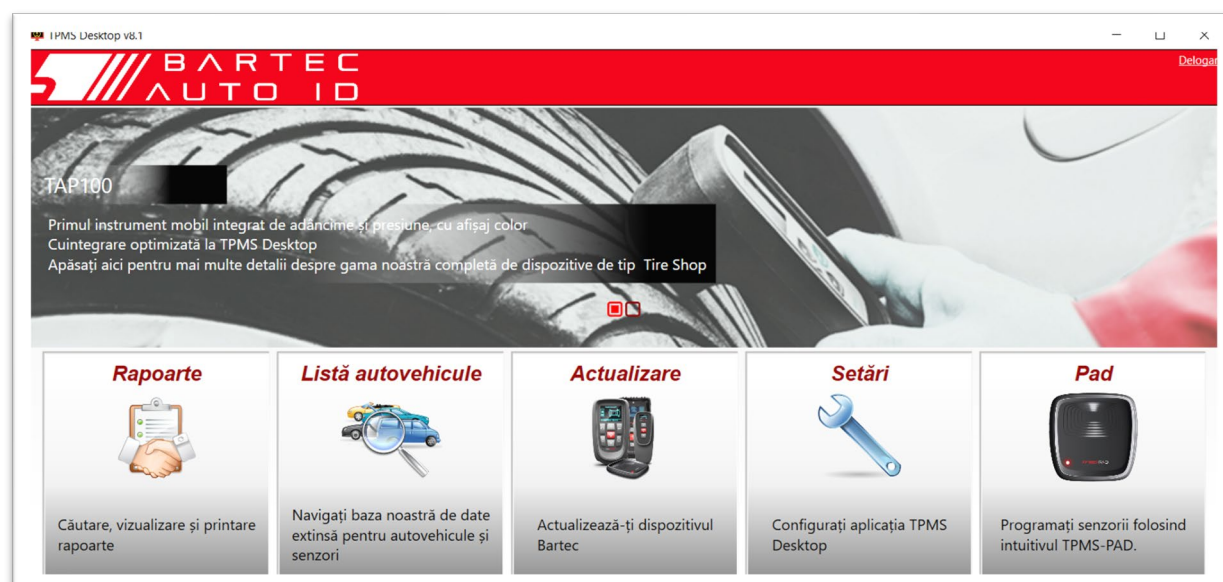 TPMS Desktop v8.1
BARTEC
AUTO ID
Delogar
TAP100
Primul instrument mobil integrat de adâncime și presiune, cu afișaj color
Cuintegrare optimizată la TPMS Desktop
Apăsați aici pentru mai multe detalii despre gama noastră completă de dispozitive de tip Tire Shop
Rapoarte
Căutare, vizualizare și printare
rapoarte
Listă autovehicule
Navigați baza noastră de date
extinsă pentru autovehicule și
senzori
Actualizare
Actualizează-ți dispozitivul
Bartec
Setări
Configurați aplicația TPMS
Desktop
Pad
Programați senzorii folosind
intuitivul TPMS-PAD.